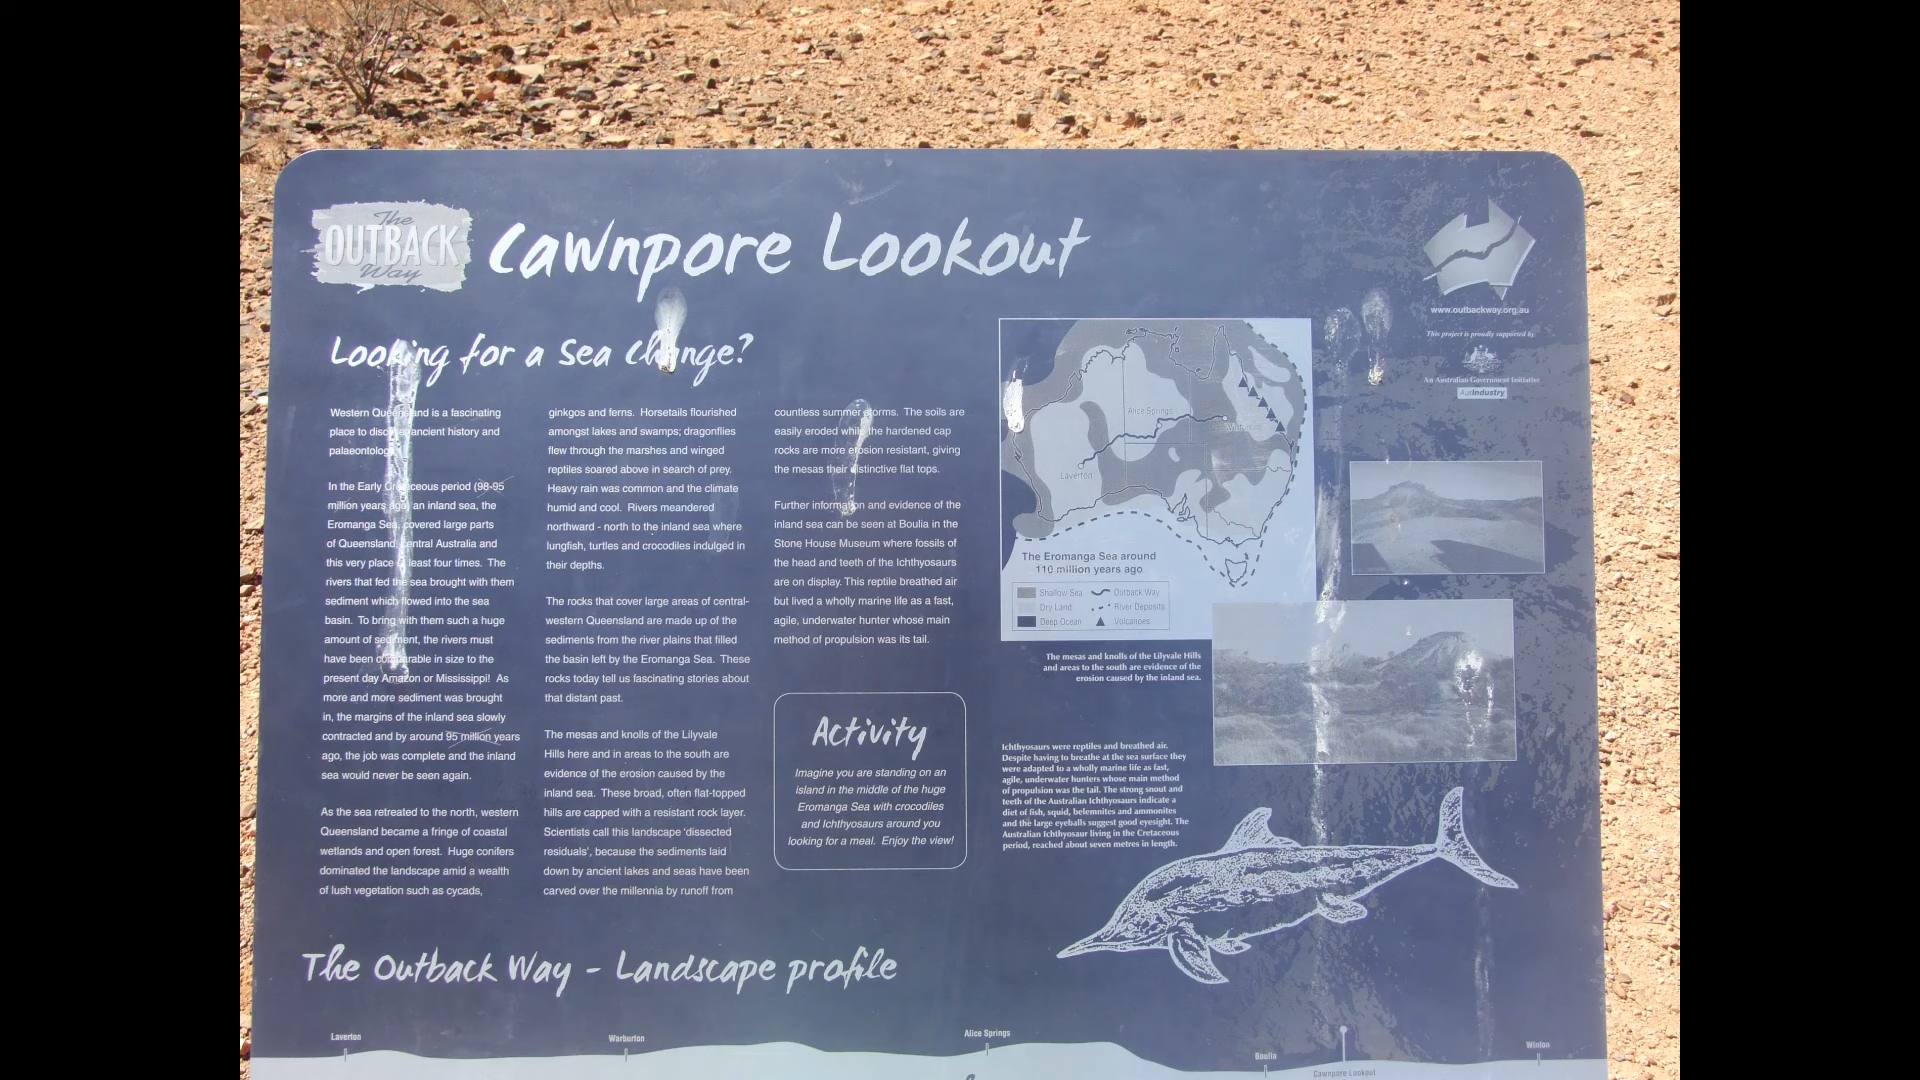 The
OUTBACK
Way
Cawnpore Lookout
Looking for a Sea Change?
Western Queensland is a fascinating
place to discover ancient history and
palaeontology.
In the Early Cretaceous period (98-95
million years ago) an inland sea, the
Eromanga Sea, covered large parts
of Queensland, central Australia and
this very place at least four times. The
rivers that fed the sea brought with them
sediment which flowed into the sea
basin. To bring with them such a huge
amount of sediment, the rivers must
have been comparable in size to the
present day Amazon or Mississippi! As
more and more sediment was brought
in, the margins of the inland sea slowly
contracted and by around 95 million years
ago, the job was complete and the inland
sea would never be seen again.
As the sea retreated to the north, western
Queensland became a fringe of coastal
wetlands and open forest. Huge conifers
dominated the landscape amid a wealth
of lush vegetation such as cycads,
ginkgos and ferns. Horsetails flourished
amongst lakes and swamps; dragonflies
flew through the marshes and winged
reptiles soared above in search of prey.
Heavy rain was common and the climate
humid and cool. Rivers meandered
northward - north to the inland sea where
lungfish, turtles and crocodiles indulged in
their depths.
The rocks that cover large areas of central-
western Queensland are made up of the
sediments from the river plains that filled
the basin left by the Eromanga Sea. These
rocks today tell us fascinating stories about
that distant past.
The mesas and knolls of the Lilyvale
Hills here and in areas to the south are
evidence of the erosion caused by the
inland sea. These broad, often flat-topped
hills are capped with a resistant rock layer.
Scientists call this landscape 'dissected
residuals', because the sediments laid
down by ancient lakes and seas have been
carved over the millennia by runoff from
countless summer storms. The soils are
easily eroded while the hardened cap
rocks are more erosion resistant, giving
the mesas their distinctive flat tops.
Further information and evidence of the
inland sea can be seen at Boulia in the
Stone House Museum where fossils of
the head and teeth of the Ichthyosaurs
are on display. This reptile breathed air
but lived a wholly marine life as a fast,
agile, underwater hunter whose main
method of propulsion was its tail.
Activity
Imagine you are standing on an
island in the middle of the huge
Eromanga Sea with crocodiles
and Ichthyosaurs around you
looking for a meal. Enjoy the view!
Alice Springs
Winton
Laverton
The Eromanga Sea around
110 million years ago
Shallow Sea Outback Way
Dry Land River Deposits
Deep Ocean Volcanoes
www.outbackway.org.au
This project is proudly supported by
An Australian Government Initiative
AusIndustry
The mesas and knolls of the Lilyvale Hills
and areas to the south are evidence of the
erosion caused by the inland sea.
Ichthyosaurs were reptiles and breathed air.
Despite having to breathe at the sea surface they
were adapted to a wholly marine life as fast,
agile, underwater hunters whose main method
of propulsion was the tail. The strong snout and
teeth of the Australian Ichthyosaurs indicate a
diet of fish, squid, belemnites and ammonites
and the large eyeballs suggest good eyesight. The
Australian Ichthyosaur living in the Cretaceous
period, reached about seven metres in length.
The Outback Way - Landscape profile
Laverton
Warburton
Alice Springs
Boulia
Cawnpore Lookout
Winton